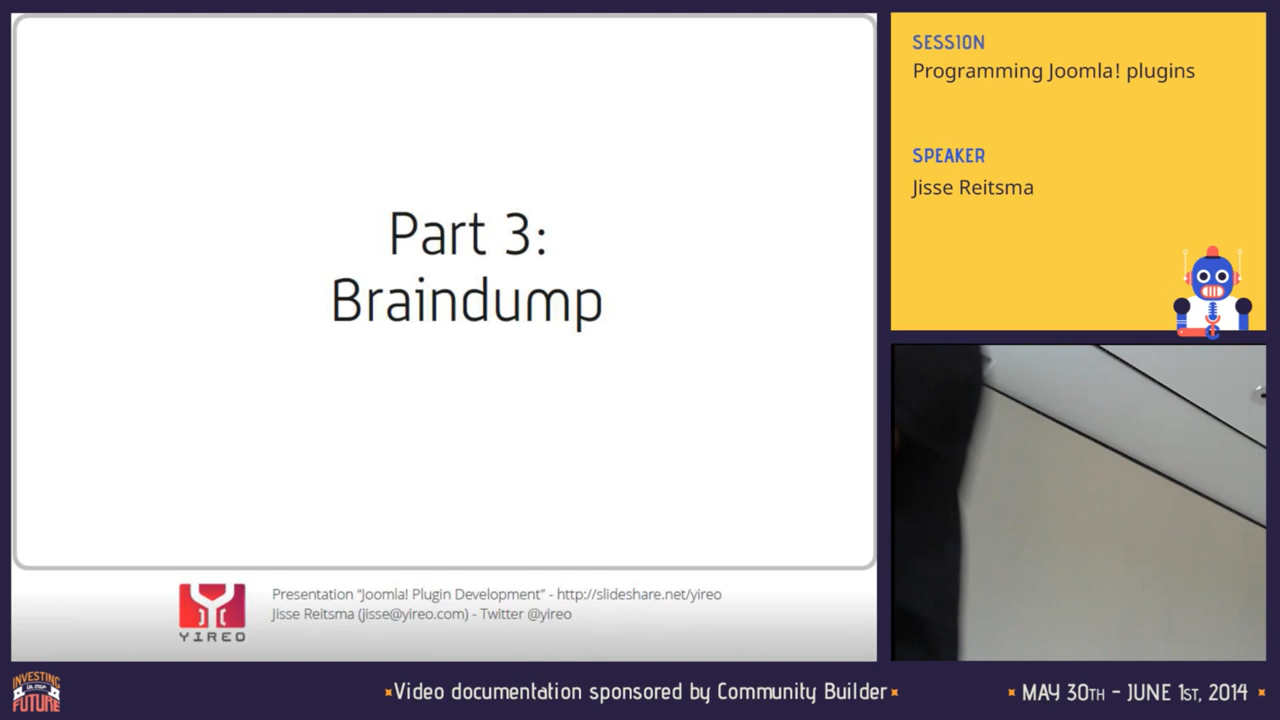 Part 3:
Braindump
YIREO
Presentation “Joomla! Plugin Development” - http://slideshare.net/yireo
Jisse Reitsma (jisse@yireo.com) - Twitter @yireo
SESSION
Programming Joomla! plugins
SPEAKER
Jisse Reitsma
INVESTING
IN OUR
FUTURE
Video documentation sponsored by Community Builder
MAY 30TH - JUNE 1ST, 2014